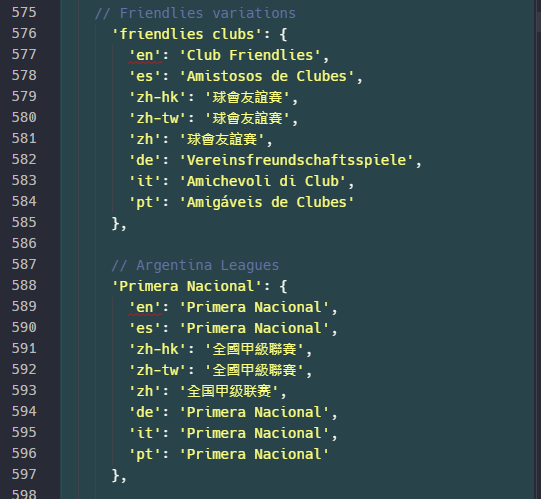 575 // Friendlies variations
576 'friendlies clubs': {
577 'en': 'Club Friendlies',
578 'es': 'Amistosos de Clubes',
579 'zh-hk': '球會友誼賽',
580 'zh-tw': '球會友誼賽',
581 'zh': '球會友誼賽',
582 'de': 'Vereinsfreundschaftsspiele',
583 'it': 'Amichevoli di Club',
584 'pt': 'Amigáveis de Clubes'
585 },
586
587 // Argentina Leagues
588 'Primera Nacional': {
589 'en': 'Primera Nacional',
590 'es': 'Primera Nacional',
591 'zh-hk': '全國甲級聯賽',
592 'zh-tw': '全國甲級聯賽',
593 'zh': '全国甲级联赛',
594 'de': 'Primera Nacional',
595 'it': 'Primera Nacional',
596 'pt': 'Primera Nacional'
597 },
598